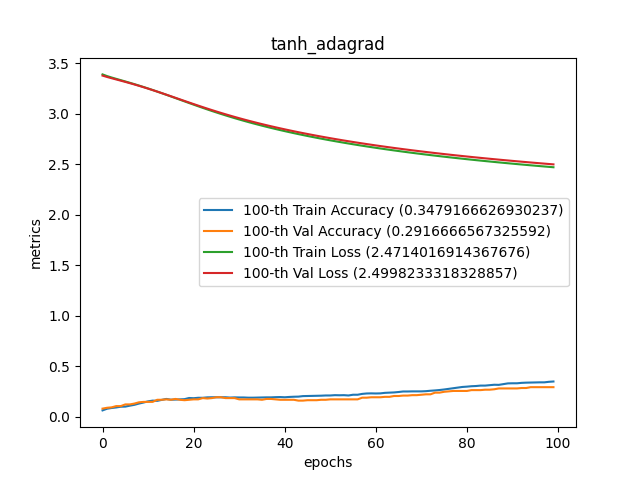 tanh_adagrad
3.5
3.0
2.5
2.0
1.5
1.0
0.5
0.0
metrics
100-th Train Accuracy (0.3479166626930237)
100-th Val Accuracy (0.2916666567325592)
100-th Train Loss (2.4714016914367676)
100-th Val Loss (2.4998233318328857)
0 20 40 60 80 100
epochs